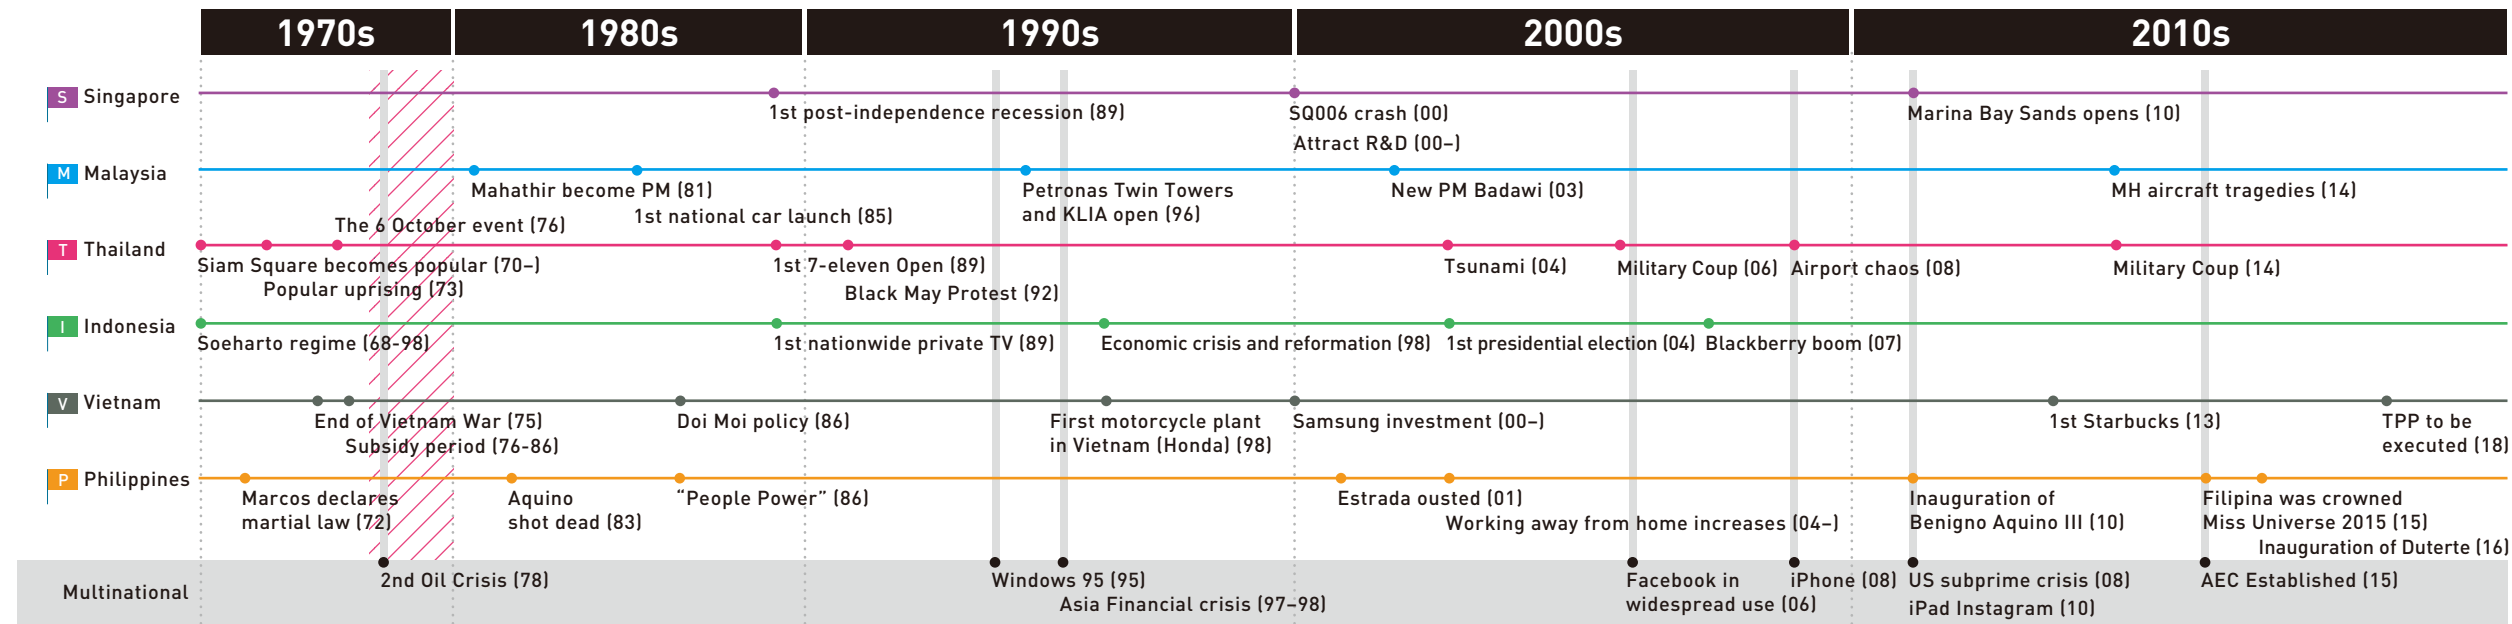 1970s 1980s 1990s 2000s 2010s
S Singapore
1st post-independence recession (89)
SQ006 crash (00)
Attract R&D (00–)
Marina Bay Sands opens (10)
M Malaysia
Mahathir become PM (81)
1st national car launch (85)
Petronas Twin Towers
and KLIA open (96)
New PM Badawi (03)
MH aircraft tragedies (14)
T Thailand
The 6 October event (76)
Siam Square becomes popular (70–)
Popular uprising (73)
1st 7-eleven Open (89)
Black May Protest (92)
Tsunami (04)
Military Coup (06)
Airport chaos (08)
Military Coup (14)
I Indonesia
Soeharto regime (68-98)
1st nationwide private TV (89)
Economic crisis and reformation (98)
1st presidential election (04)
Blackberry boom (07)
V Vietnam
End of Vietnam War (75)
Subsidy period (76-86)
Doi Moi policy (86)
First motorcycle plant
in Vietnam (Honda) (98)
Samsung investment (00–)
1st Starbucks (13)
TPP to be
executed (18)
P Philippines
Marcos declares
martial law (72)
Aquino
shot dead (83)
“People Power” (86)
Estrada ousted (01)
Working away from home increases (04–)
Inauguration of
Benigno Aquino III (10)
Filipina was crowned
Miss Universe 2015 (15)
Inauguration of Duterte (16)
Multinational
2nd Oil Crisis (78)
Windows 95 (95)
Asia Financial crisis (97–98)
Facebook in
widespread use (06)
iPhone (08)
US subprime crisis (08)
iPad Instagram (10)
AEC Established (15)